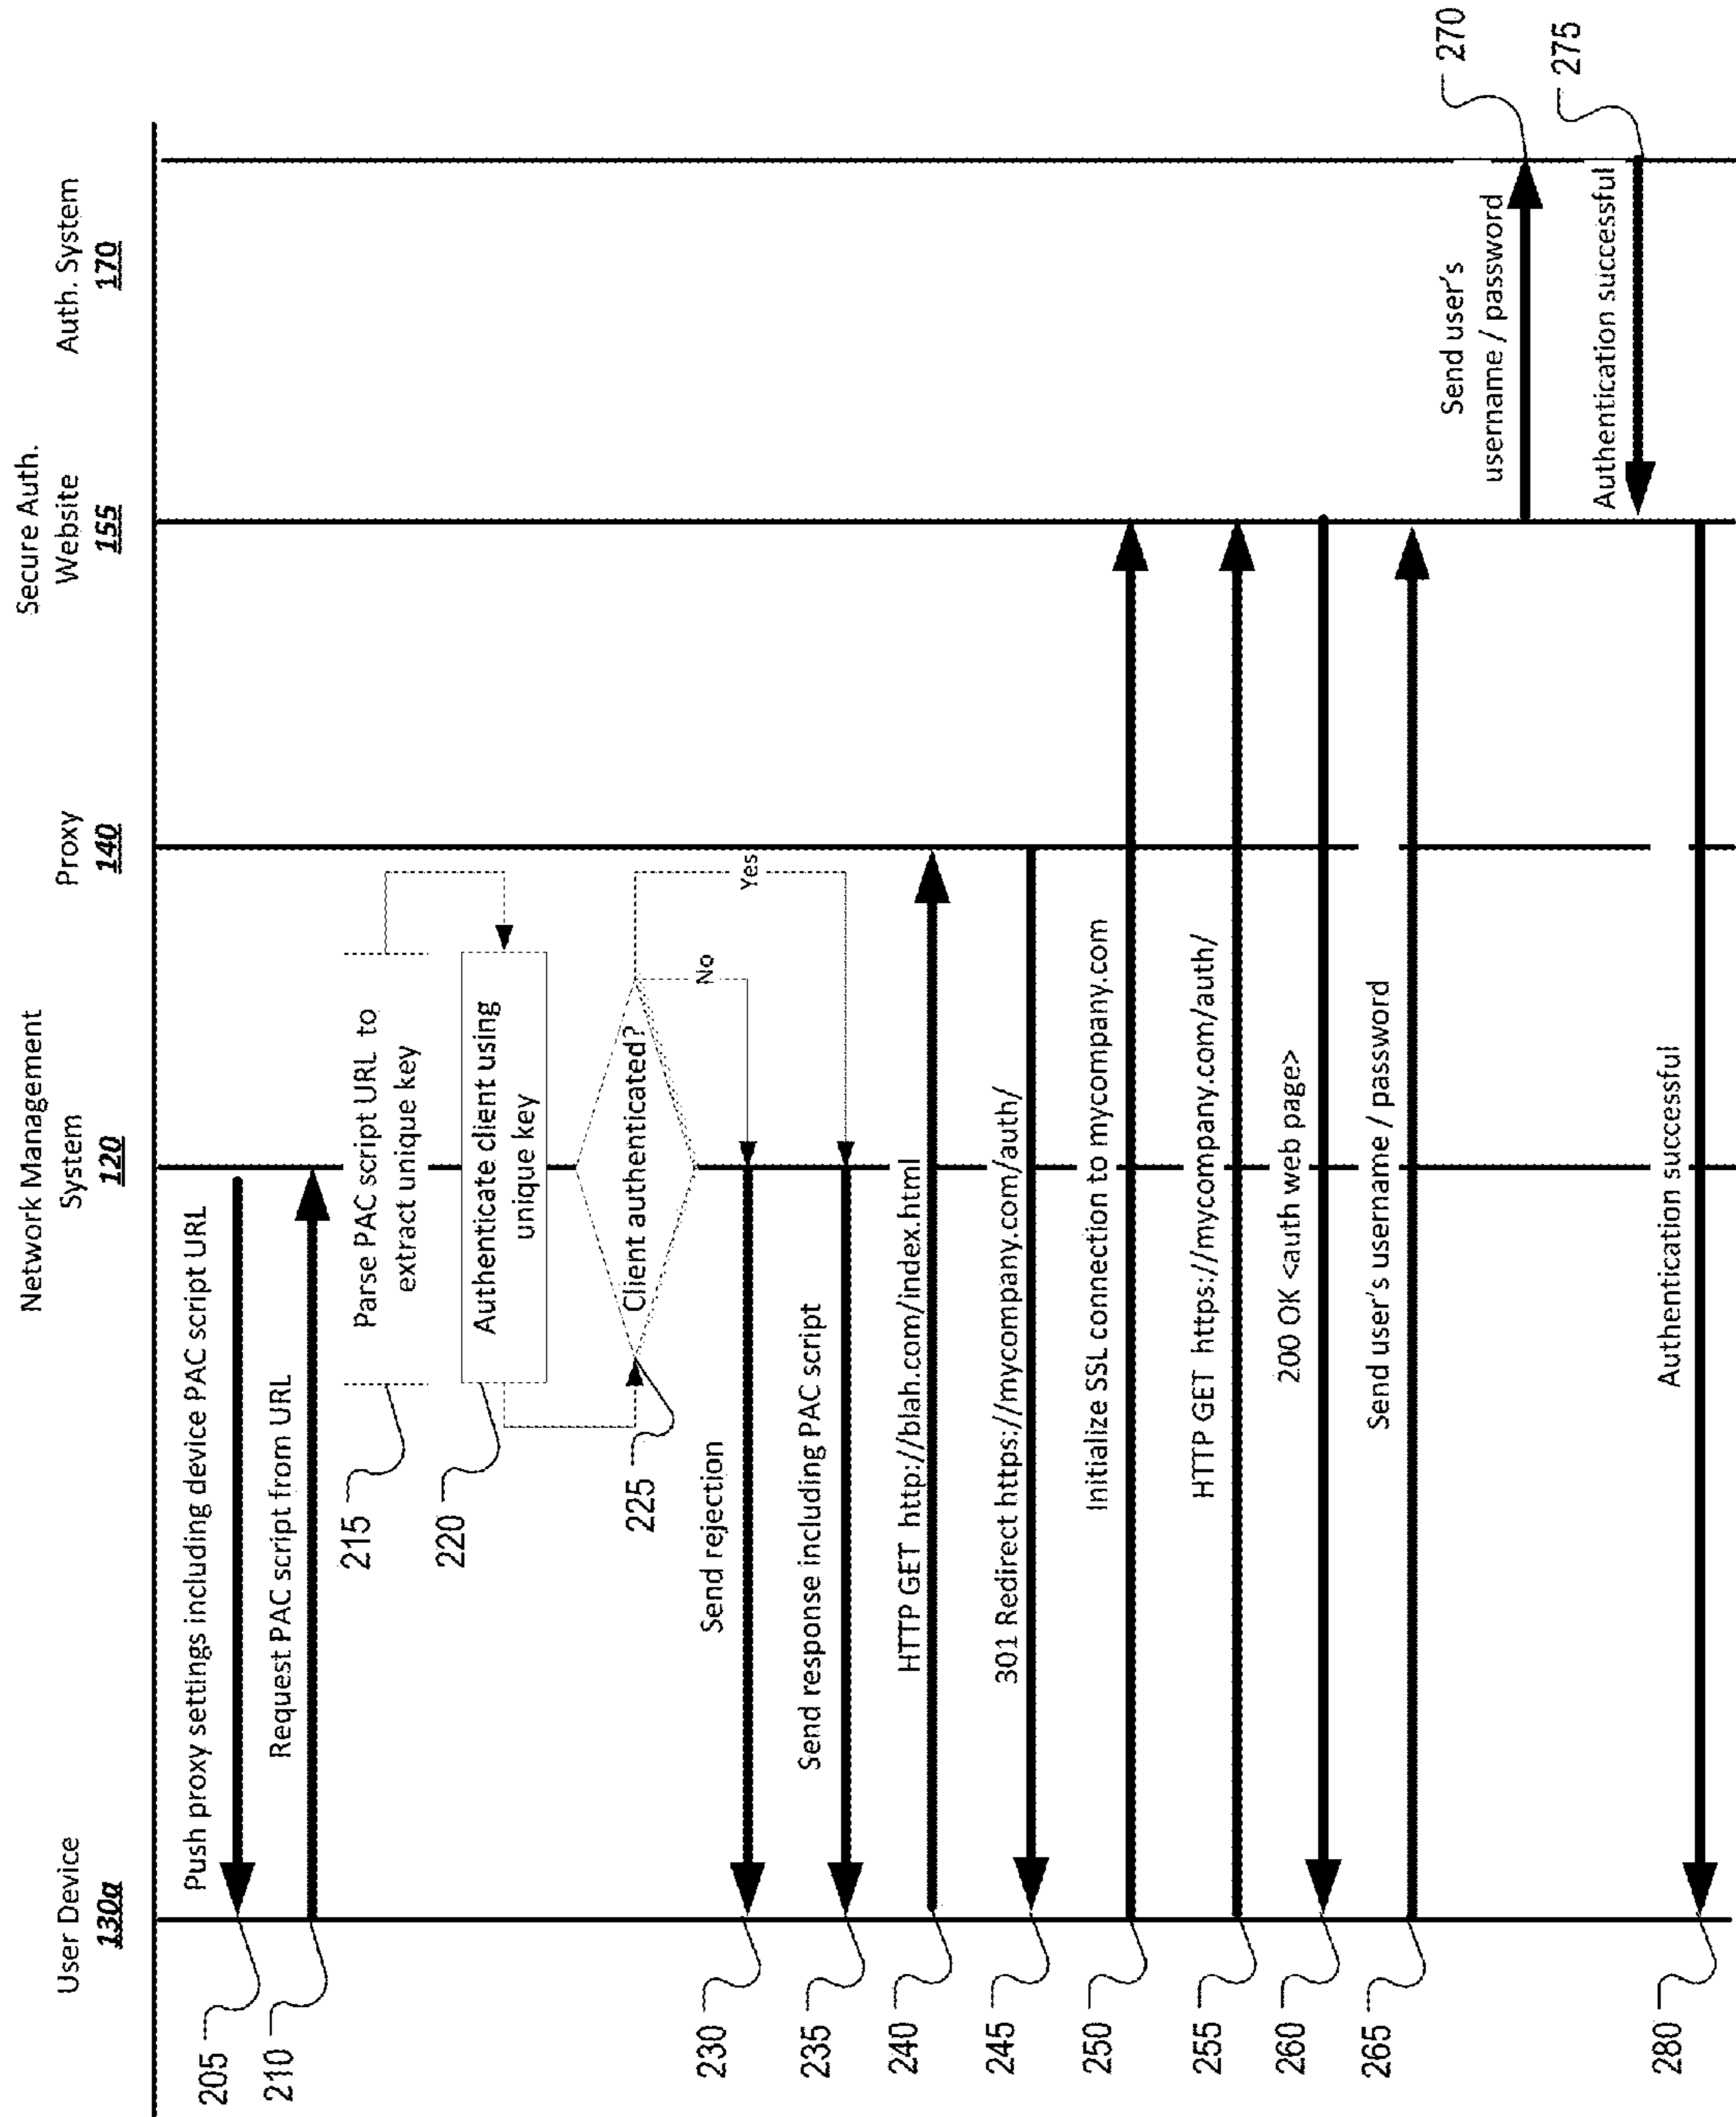 User Device
130a
Network Management
System
120
Proxy
140
Secure Auth.
Website
155
Auth. System
170
205
Push proxy settings including device PAC script URL
210
Request PAC script from URL
215
Parse PAC script URL to
extract unique key
220
Authenticate client using
unique key
225
Client authenticated?
No
Yes
230
Send rejection
235
Send response including PAC script
240
HTTP GET http://blah.com/index.html
245
301 Redirect https://mycompany.com/auth/
250
Initialize SSL connection to mycompany.com
255
HTTP GET https://mycompany.com/auth/
260
200 OK <auth web page>
265
Send user's username / password
Send user's
username / password
270
Authentication successful
275
280
Authentication successful